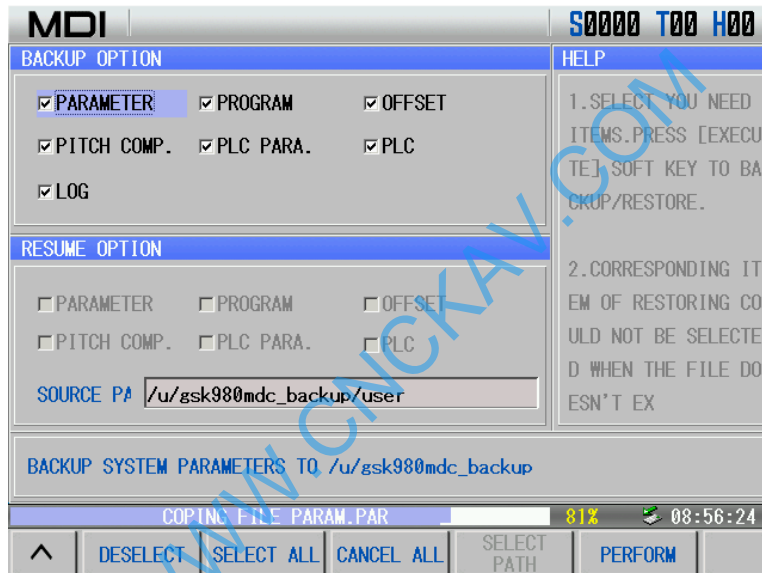 MDI S0000 T00 H00
BACKUP OPTION
PARAMETER PROGRAM OFFSET
PITCH COMP. PLC PARA. PLC
LOG
RESUME OPTION
PARAMETER PROGRAM OFFSET
PITCH COMP. PLC PARA. PLC
SOURCE PA /u/gsk980mdc_backup/user
HELP
1.SELECT YOU NEED
ITEMS.PRESS [EXECU
TE] SOFT KEY TO BA
CKUP/RESTORE.
2.CORRESPONDING IT
EM OF RESTORING CO
ULD NOT BE SELECTE
D WHEN THE FILE DO
ESN'T EX
BACKUP SYSTEM PARAMETERS TO /u/gsk980mdc_backup
COPING FILE PARAM.PAR 81% 08:56:24
^ DESELECT SELECT ALL CANCEL ALL SELECT PATH PERFORM
WWW.CNCKAV.COM